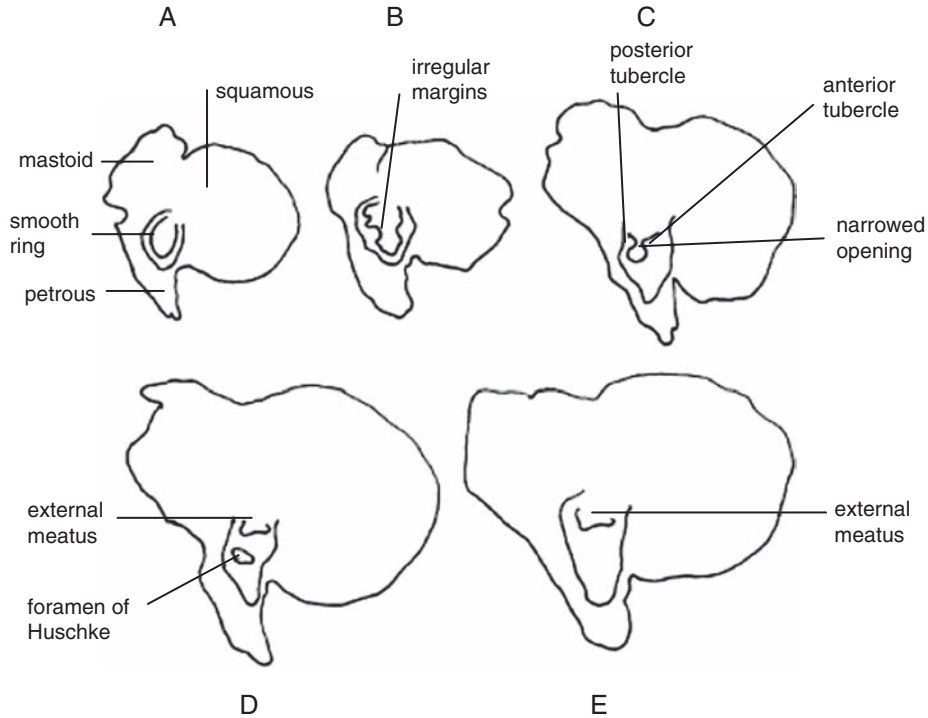 A
B
C
squamous
irregular
margins
posterior
tubercle
anterior
tubercle
mastoid
smooth
ring
narrowed
opening
petrous
external
meatus
external
meatus
foramen of
Huschke
D
E